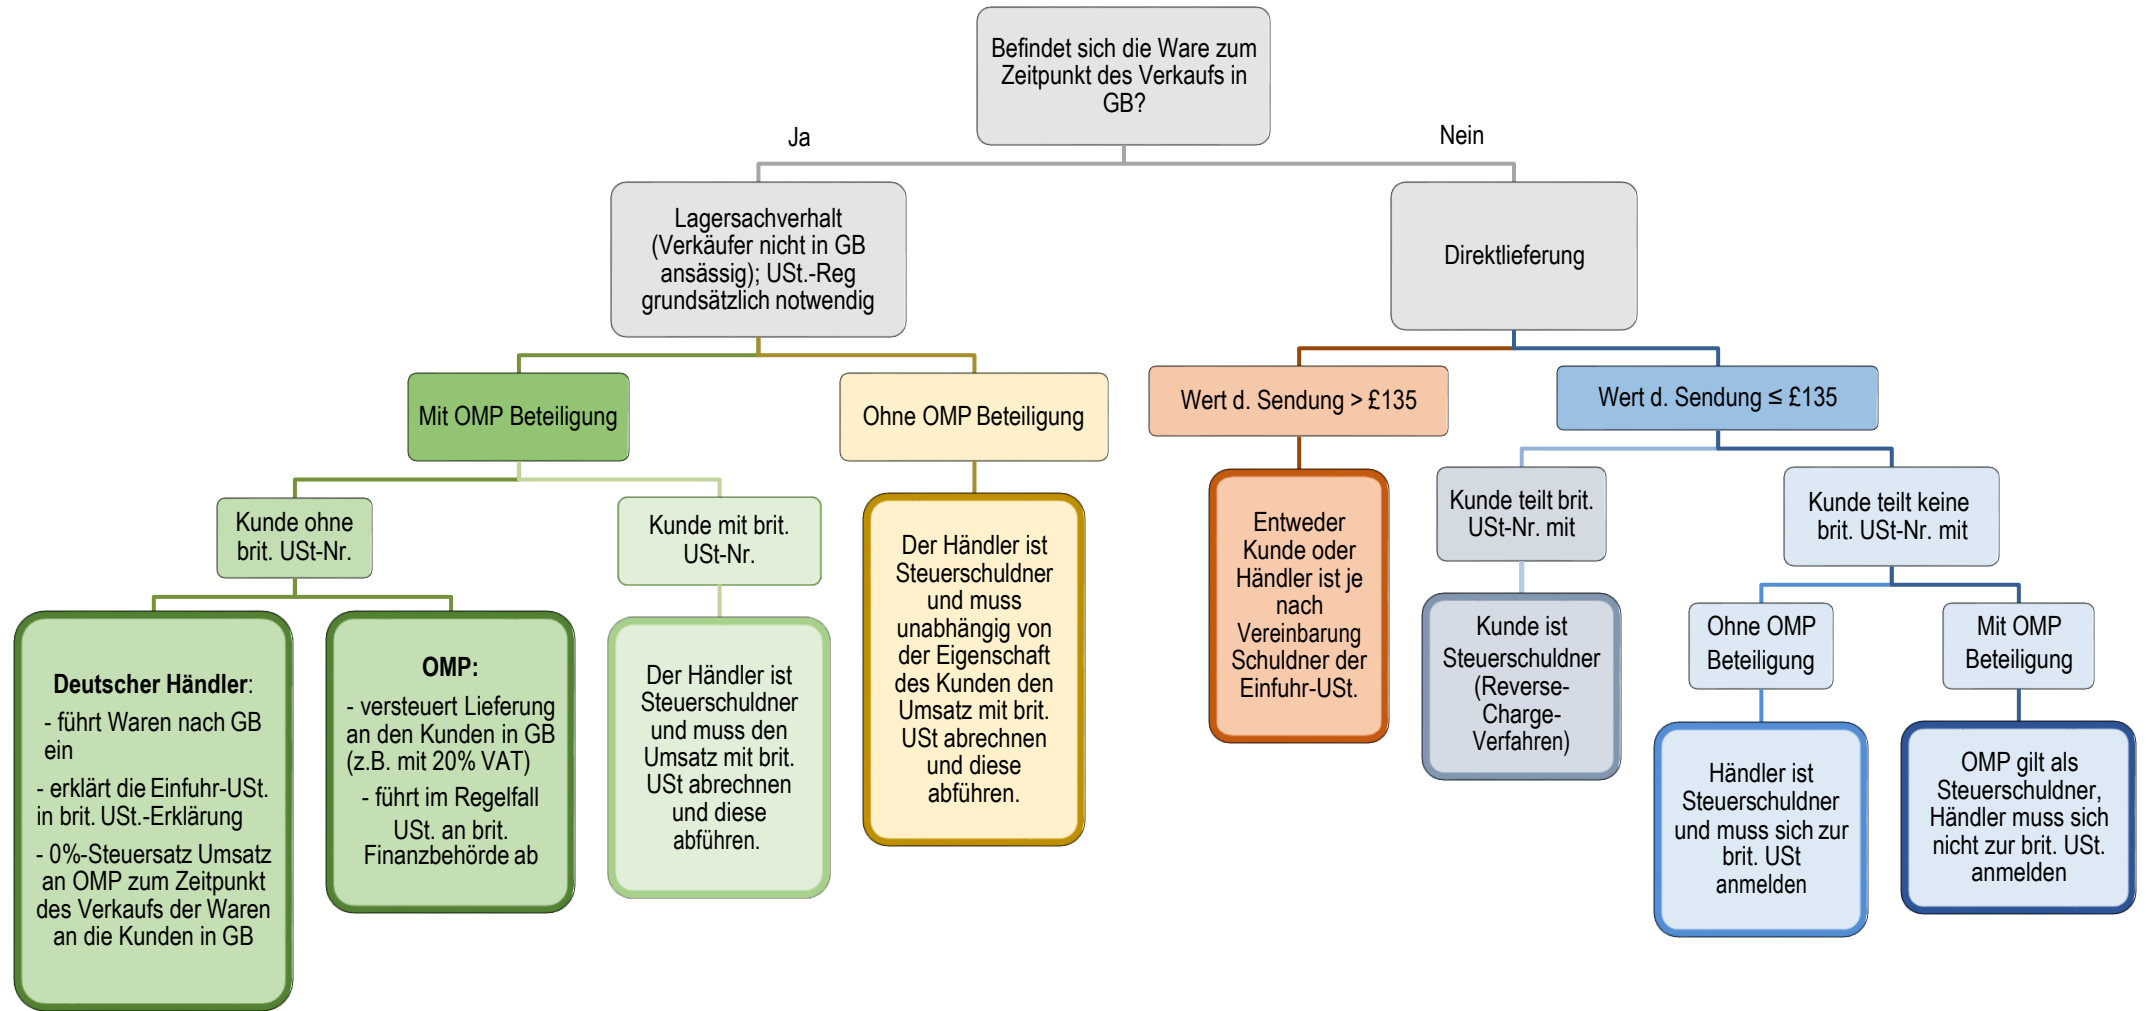 Befindet sich die Ware zum
Zeitpunkt des Verkaufs in
GB?
Ja
Nein
Lagersachverhalt
(Verkäufer nicht in GB
ansässig); USt.-Reg
grundsätzlich notwendig
Direktlieferung
Mit OMP Beteiligung
Ohne OMP Beteiligung
Wert d. Sendung > £135
Wert d. Sendung ≤ £135
Kunde ohne
brit. USt-Nr.
Kunde mit brit.
USt-Nr.
Kunde teilt brit.
USt-Nr. mit
Kunde teilt keine
brit. USt-Nr. mit
Ohne OMP
Beteiligung
Mit OMP
Beteiligung
Deutscher Händler:
- führt Waren nach GB
ein
- erklärt die Einfuhr-USt.
in brit. USt.-Erklärung
- 0%-Steuersatz Umsatz
an OMP zum Zeitpunkt
des Verkaufs der Waren
an die Kunden in GB
OMP:
- versteuert Lieferung
an den Kunden in GB
(z.B. mit 20% VAT)
- führt im Regelfall
USt. an brit.
Finanzbehörde ab
Der Händler ist
Steuerschuldner
und muss den
Umsatz mit brit.
USt abrechnen
und diese
abführen.
Der Händler ist
Steuerschuldner
und muss
unabhängig von
der Eigenschaft
des Kunden den
Umsatz mit brit.
USt abrechnen
und diese
abführen.
Entweder
Kunde oder
Händler ist je
nach
Vereinbarung
Schuldner der
Einfuhr-USt.
Kunde ist
Steuerschuldner
(Reverse-
Charge-
Verfahren)
Händler ist
Steuerschuldner
und muss sich zur
brit. USt
anmelden
OMP gilt als
Steuerschuldner,
Händler muss sich
nicht zur brit. USt.
anmelden